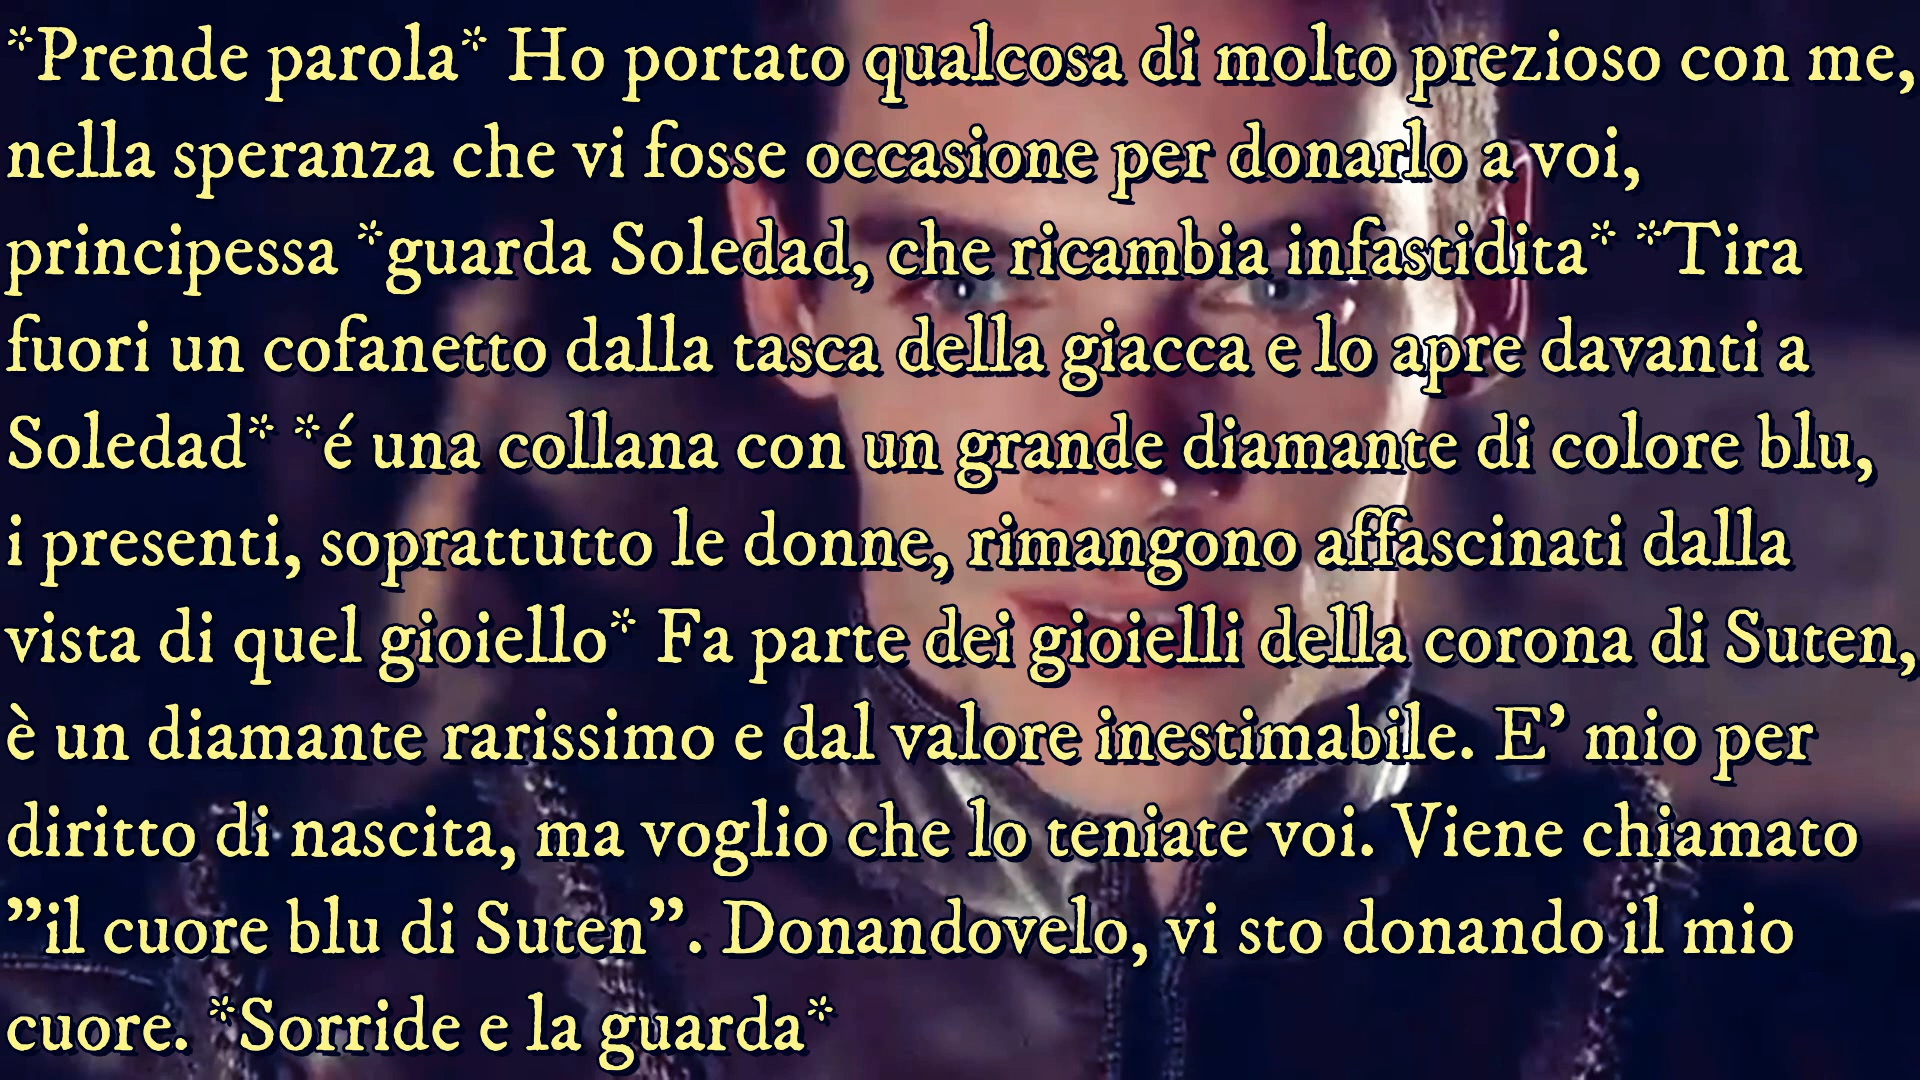 *Prende parola* Ho portato qualcosa di molto prezioso con me,
nella speranza che vi fosse occasione per donarlo a voi,
principessa *guarda Soledad, che ricambia infastidita* *Tira
fuori un cofanetto dalla tasca della giacca e lo apre davanti a
Soledad* *é una collana con un grande diamante di colore blu,
i presenti, soprattutto le donne, rimangono affascinati dalla
vista di quel gioiello* Fa parte dei gioielli della corona di Suten,
è un diamante rarissimo e dal valore inestimabile. E’ mio per
diritto di nascita, ma voglio che lo teniate voi. Viene chiamato
”il cuore blu di Suten”. Donandovelo, vi sto donando il mio
cuore. *Sorride e la guarda*